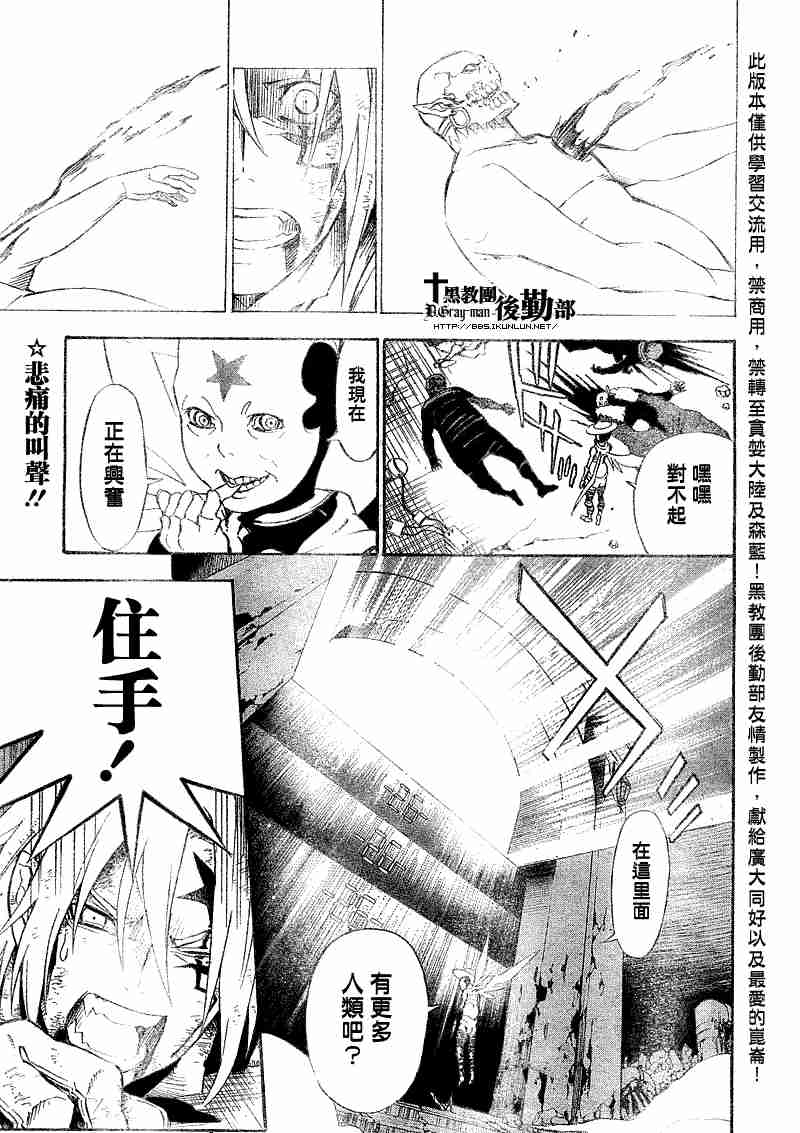 黑教團
D.Gray-man
後勤部
HTTP://BBS.IKUNLUN.NET/
嘿嘿
對不起
我現在
正在興奮
☆悲痛的叫聲!!
在這里面
有更多
人類吧?
住手!
-26-
-26-
此版本僅供學習交流用，禁商用，禁轉至貪婪大陸及森藍！黑教團後勤部友情製作，獻給廣大同好以及最愛的崑崙！